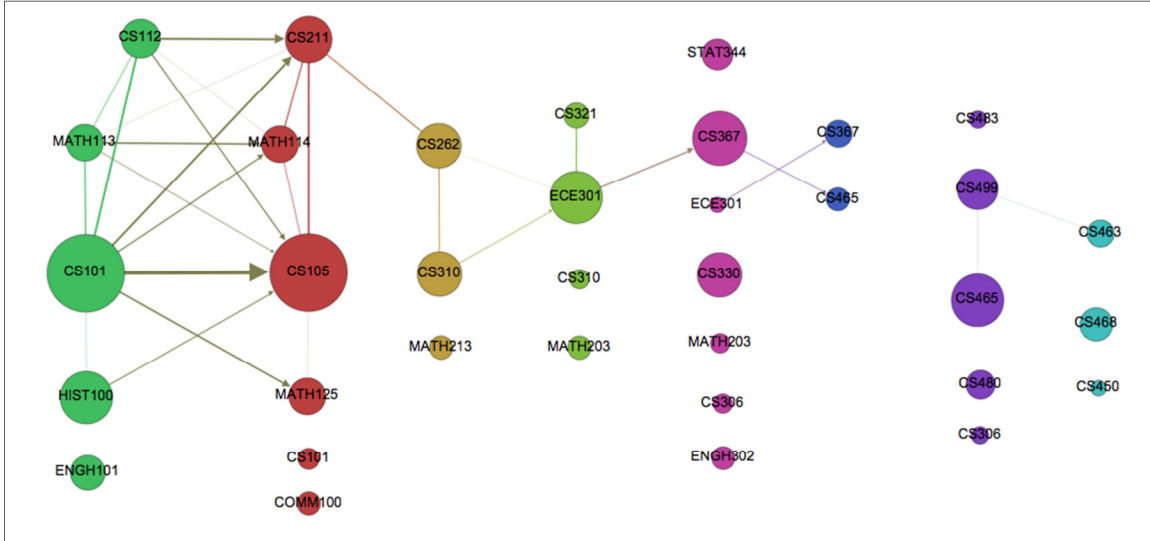 CS112
MATH113
CS101
HIST100
ENGH101
CS211
MATH114
CS105
MATH125
CS101
COMM100
CS262
CS310
MATH213
CS321
ECE301
CS310
MATH203
STAT344
CS367
ECE301
CS330
MATH203
CS306
ENGH302
CS367
CS465
CS483
CS499
CS465
CS480
CS306
CS463
CS468
CS450